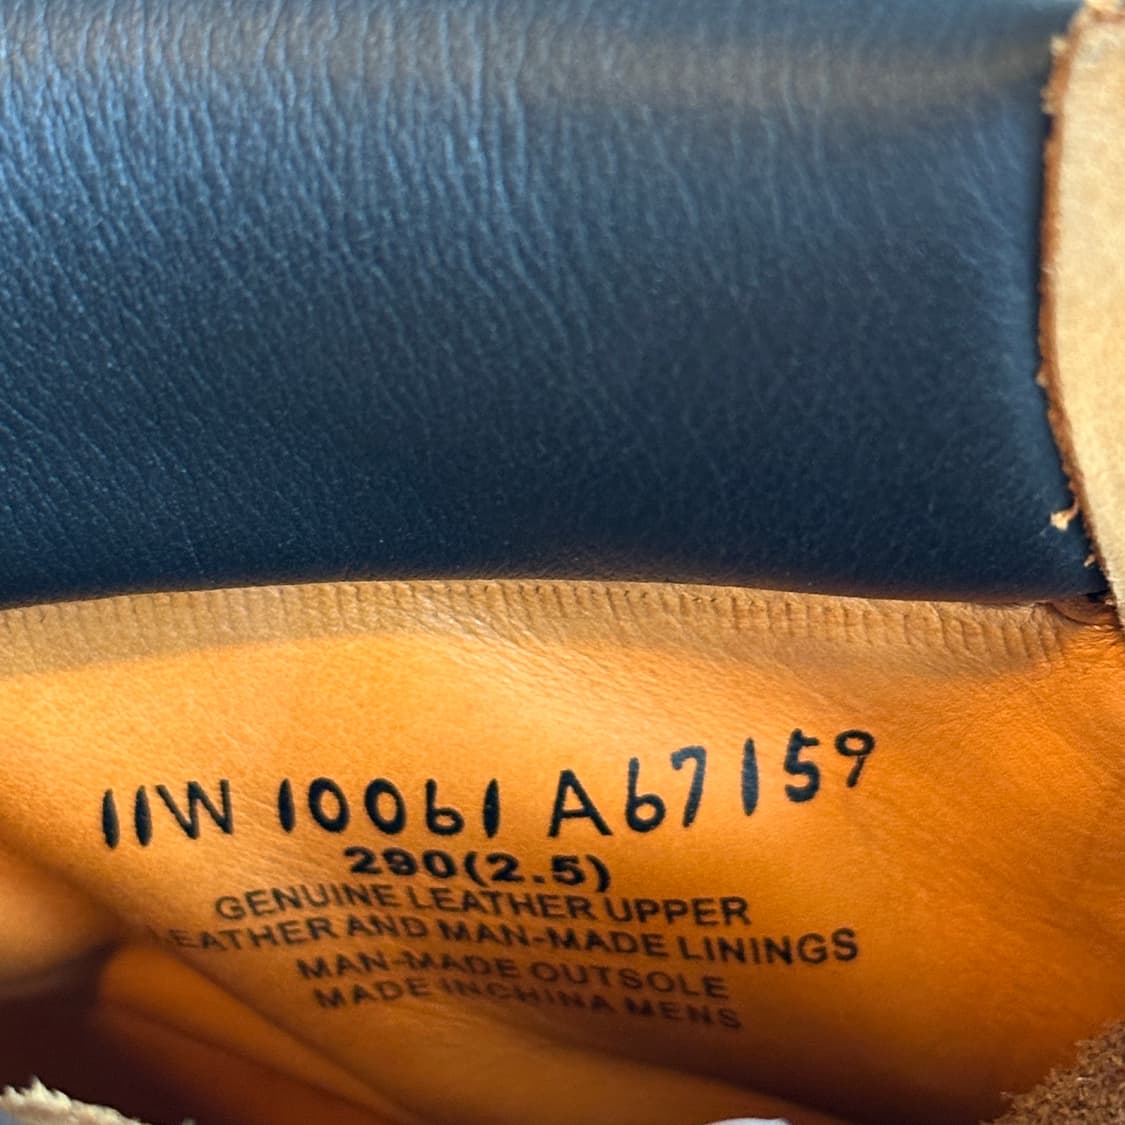 11W 10061 A67159
290(2.5)
GENUINE LEATHER UPPER
LEATHER AND MAN-MADE LININGS
MAN-MADE OUTSOLE
MADE IN CHINA MENS